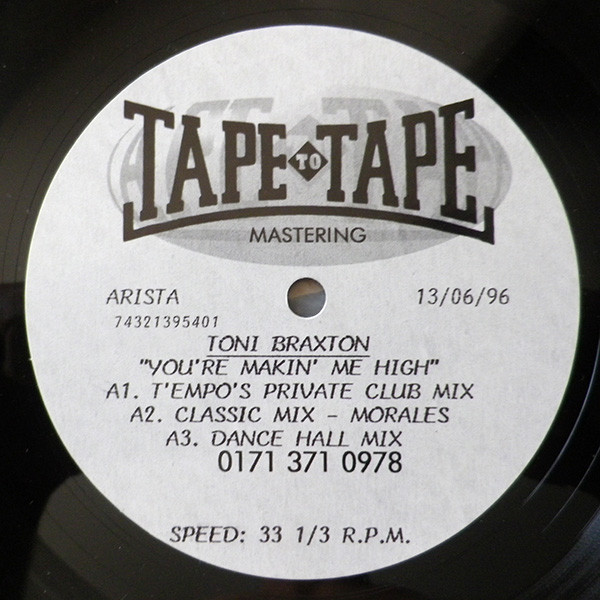 TAPE TO TAPE
MASTERING
ARISTA 13/06/96
74321395401
TONI BRAXTON
"YOU'RE MAKIN' ME HIGH"
A1. T'EMPO'S PRIVATE CLUB MIX
A2. CLASSIC MIX - MORALES
A3. DANCE HALL MIX
0171 371 0978
SPEED: 33 1/3 R.P.M.